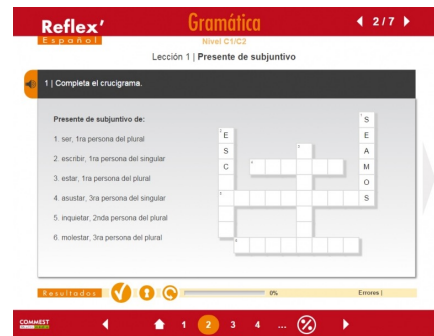 Reflex'
Español
Gramática
Nivel C1/C2
2/7
Lección 1 | Presente de subjuntivo
1 | Completa el crucigrama.
Presente de subjuntivo de:
1. ser, 1ra persona del plural
2. escribir, 1ra persona del singular
3. estar, 1ra persona del plural
4. asustar, 3ra persona del singular
5. inquietar, 2nda persona del plural
6. molestar, 3ra persona del plural
S
E
A
M
O
S
E
S
C
Resultados
0%
Errores |
COMMEST
1 2 3 4 ...